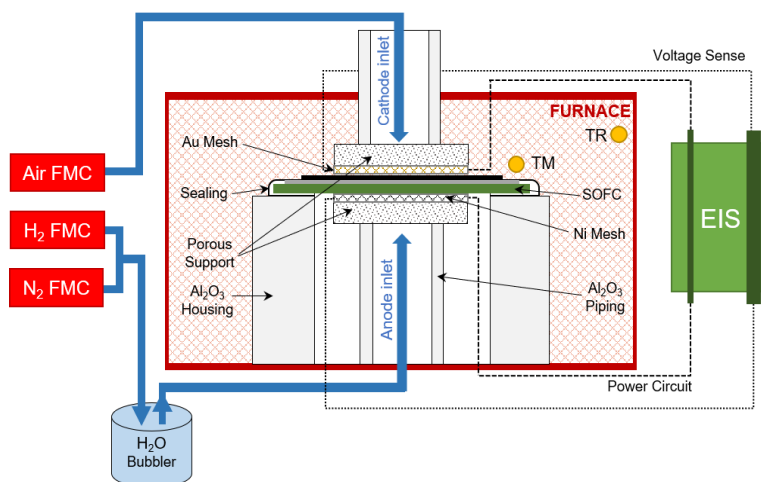 Voltage Sense
Cathode inlet
FURNACE
TR
Au Mesh
TM
Air FMC
Sealing
SOFC
H₂ FMC
EIS
Ni Mesh
Porous
Support
N₂ FMC
Al₂O₃
Housing
Anode inlet
Al₂O₃
Piping
Power Circuit
H₂O
Bubbler